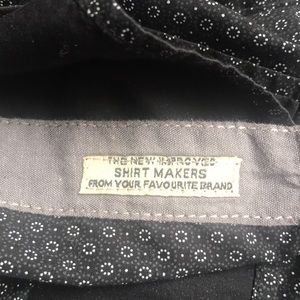 THE NEW IMPROVED
SHIRT MAKERS
FROM YOUR FAVOURITE BRAND